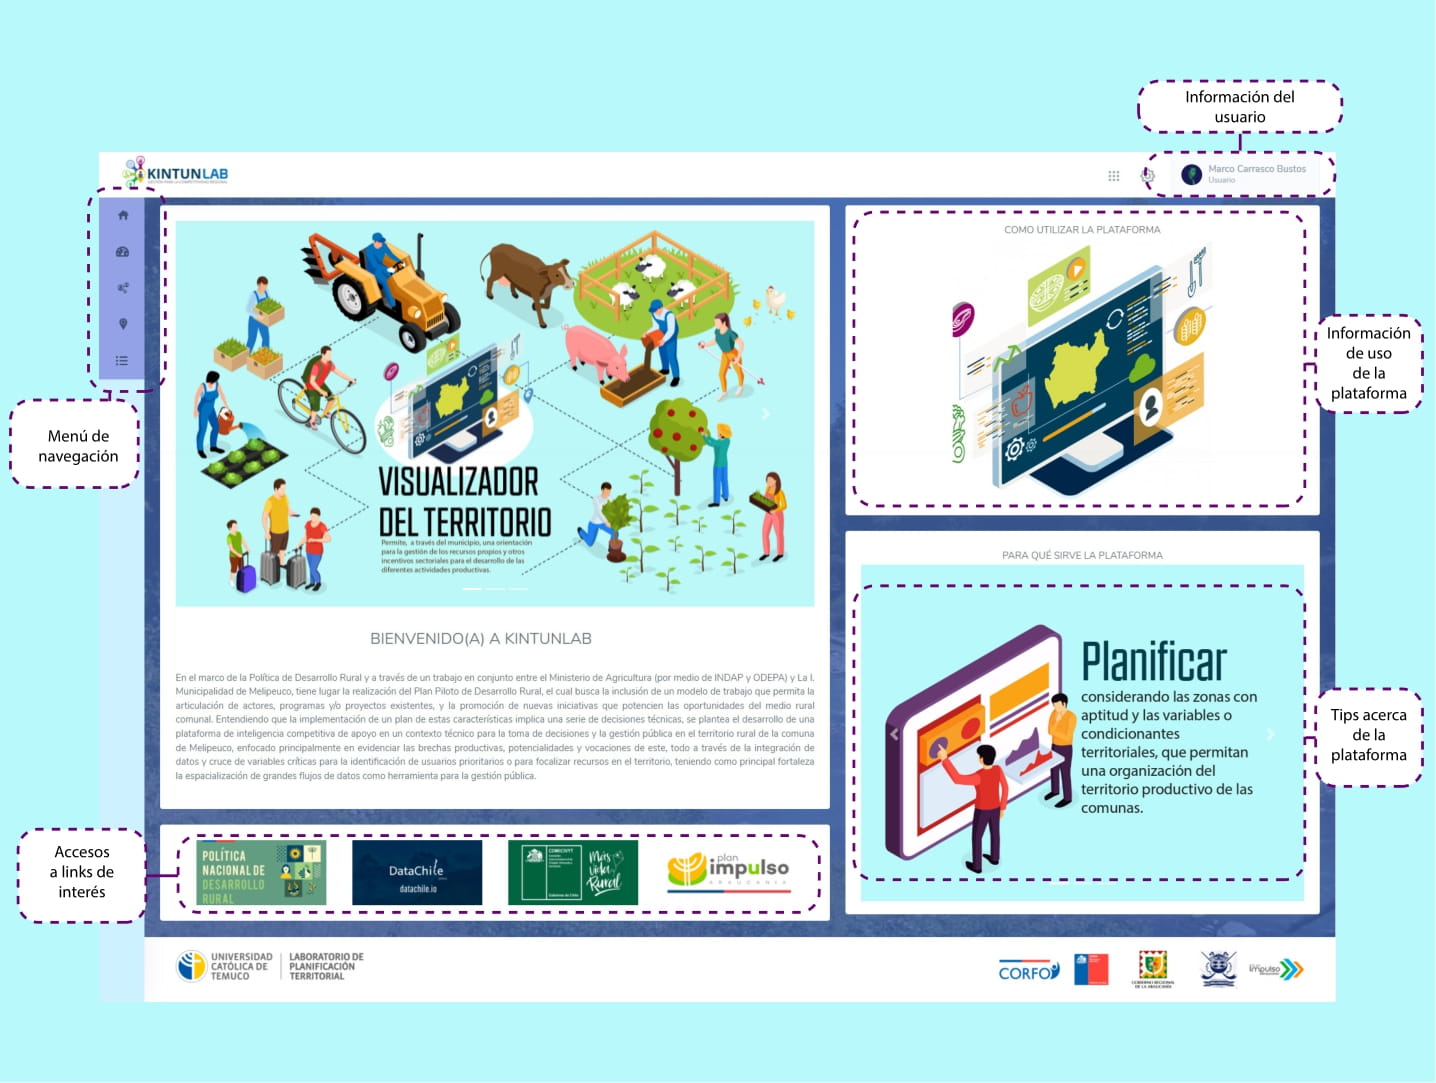 Información del
usuario
KINTUNLAB
GESTIÓN PARA LA COMPETITIVIDAD REGIONAL
Marco Carrasco Bustos
Usuario
Menú de
navegación
VISUALIZADOR
DEL TERRITORIO
Permite, a través del municipio, una orientación
para la gestión de los recursos propios y otros
incentivos sectoriales para el desarrollo de las
diferentes actividades productivas.
BIENVENIDO(A) A KINTUNLAB
En el marco de la Política de Desarrollo Rural y a través de un trabajo en conjunto entre el Ministerio de Agricultura (por medio de INDAP y ODEPA) y La I.
Municipalidad de Melipeuco, tiene lugar la realización del Plan Piloto de Desarrollo Rural, el cual busca la inclusión de un modelo de trabajo que permita la
articulación de actores, programas y/o proyectos existentes, y la promoción de nuevas iniciativas que potencien las oportunidades del medio rural
comunal. Entendiendo que la implementación de un plan de estas características implica una serie de decisiones técnicas, se plantea el desarrollo de una
plataforma de inteligencia competitiva de apoyo en un contexto técnico para la toma de decisiones y la gestión pública en el territorio rural de la comuna
de Melipeuco, enfocado principalmente en evidenciar las brechas productivas, potencialidades y vocaciones de este, todo a través de la integración de
datos y cruce de variables críticas para la identificación de usuarios prioritarios o para focalizar recursos en el territorio, teniendo como principal fortaleza
la espacialización de grandes flujos de datos como herramienta para la gestión pública.
COMO UTILIZAR LA PLATAFORMA
Información
de uso
de la
plataforma
PARA QUÉ SIRVE LA PLATAFORMA
Planificar
considerando las zonas con
aptitud y las variables o
condicionantes
territoriales, que permitan
una organización del
territorio productivo de las
comunas.
Tips acerca
de la
plataforma
Accesos
a links de
interés
POLÍTICA
NACIONAL DE
DESARROLLO
RURAL
DataChile
datachile.io
Más
vida
Rural
plan
impulso
ARAUCANÍA
UNIVERSIDAD
CATÓLICA DE
TEMUCO
LABORATORIO DE
PLANIFICACIÓN
TERRITORIAL
CORFO
GOBIERNO REGIONAL
DE LA ARAUCANÍA
Impulso